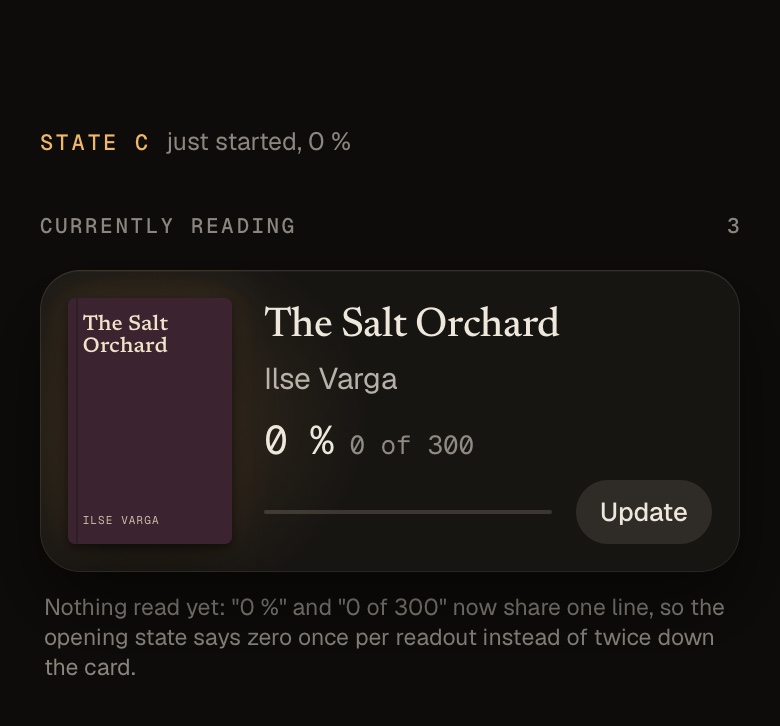 STATE C just started, 0 %
CURRENTLY READING 3
The Salt
Orchard
ILSE VARGA
The Salt Orchard
Ilse Varga
0 % 0 of 300
Update
Nothing read yet: "0 %" and "0 of 300" now share one line, so the
opening state says zero once per readout instead of twice down
the card.